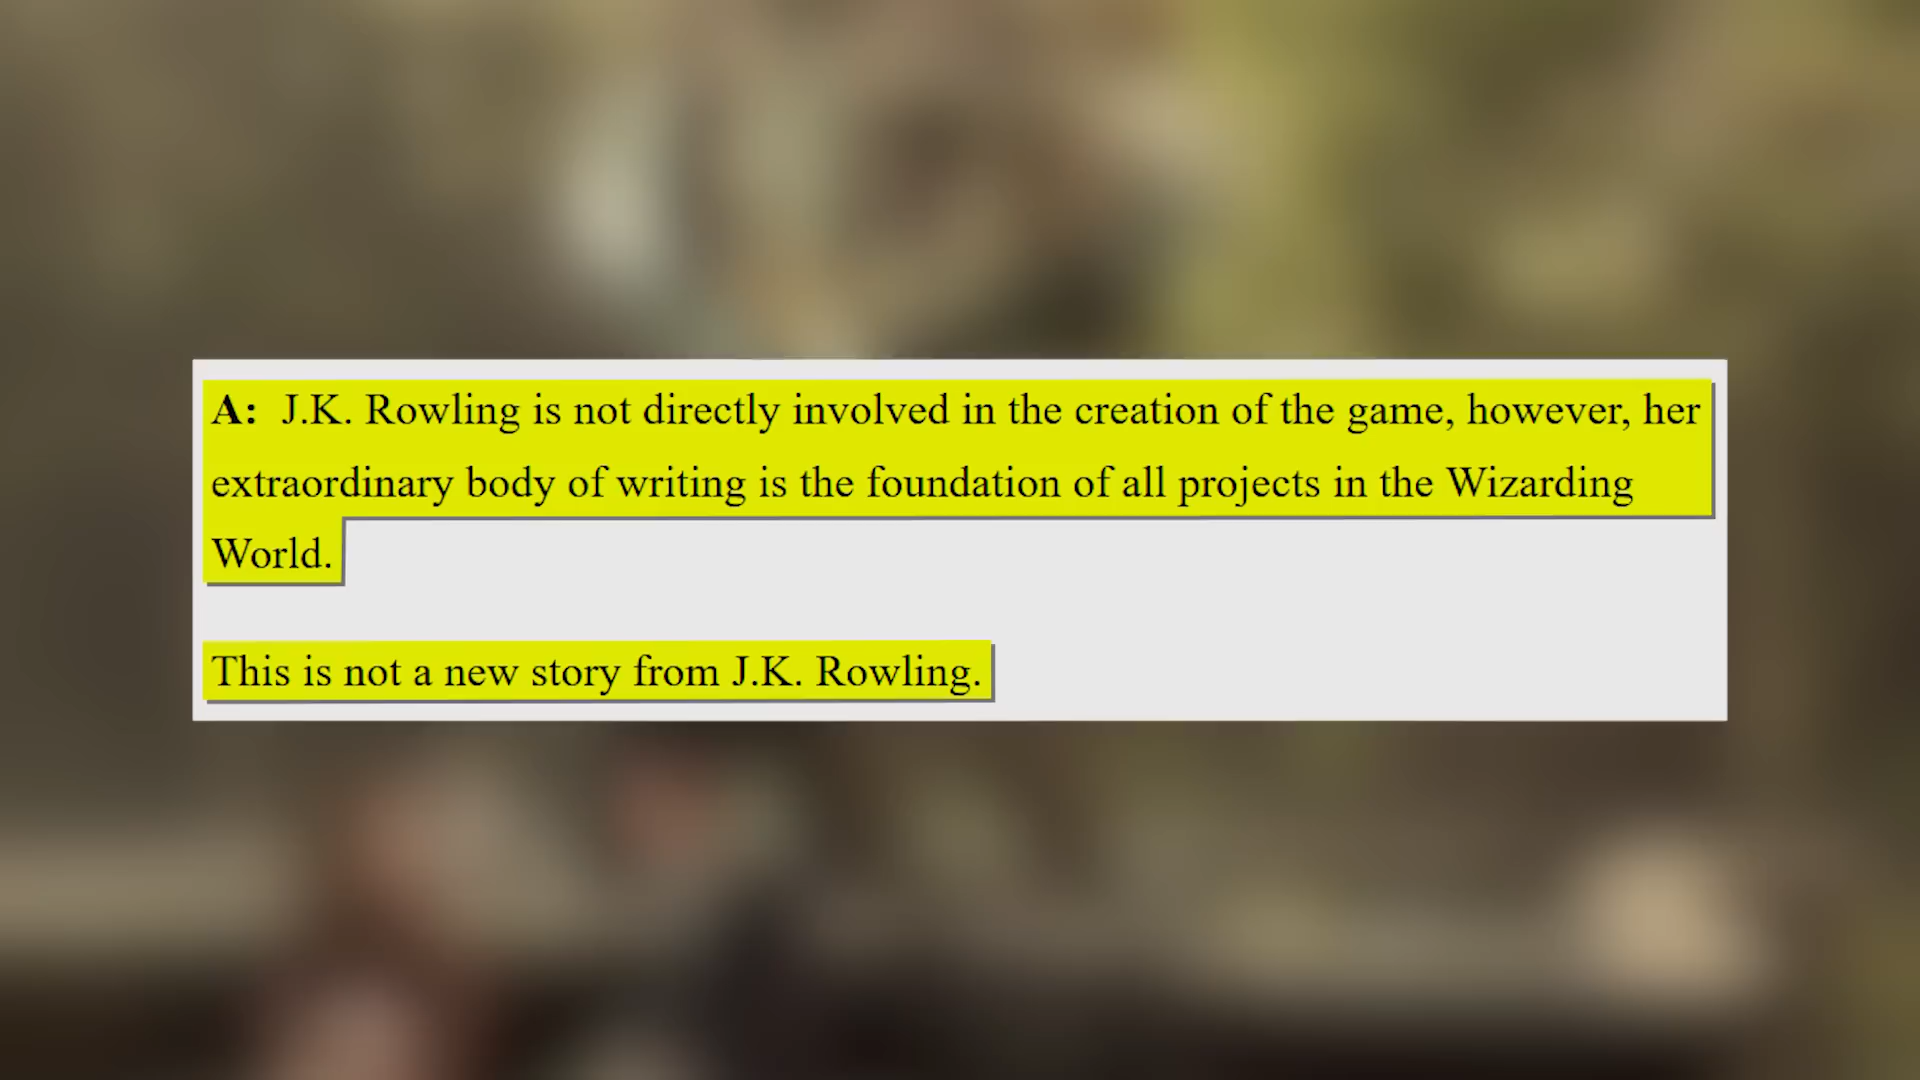 A: J.K. Rowling is not directly involved in the creation of the game, however, her
extraordinary body of writing is the foundation of all projects in the Wizarding
World.
This is not a new story from J.K. Rowling.